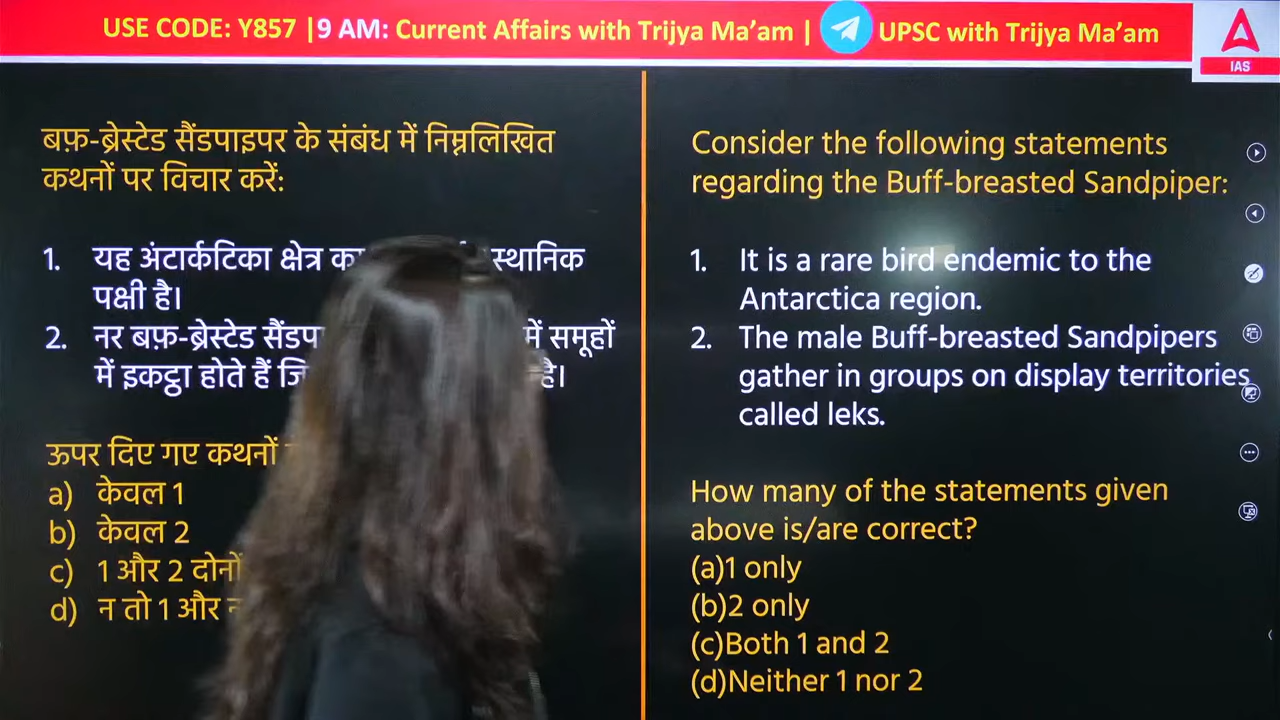 USE CODE: Y857 |9 AM: Current Affairs with Trijya Ma’am | UPSC with Trijya Ma’am
IAS
बफ़-ब्रेस्टेड सैंडपाइपर के संबंध में निम्नलिखित
कथनों पर विचार करें:
1. यह अंटार्कटिका क्षेत्र का स्थानिक
पक्षी है।
2. नर बफ़-ब्रेस्टेड में समूहों
में इकट्ठा होते हैं है।
ऊपर दिए गए कथनों
a) केवल 1
b) केवल 2
c) 1 और 2 दोनों
d) न तो 1 और
Consider the following statements
regarding the Buff-breasted Sandpiper:
1. It is a rare bird endemic to the
Antarctica region.
2. The male Buff-breasted Sandpipers
gather in groups on display territories
called leks.
How many of the statements given
above is/are correct?
(a)1 only
(b)2 only
(c)Both 1 and 2
(d)Neither 1 nor 2